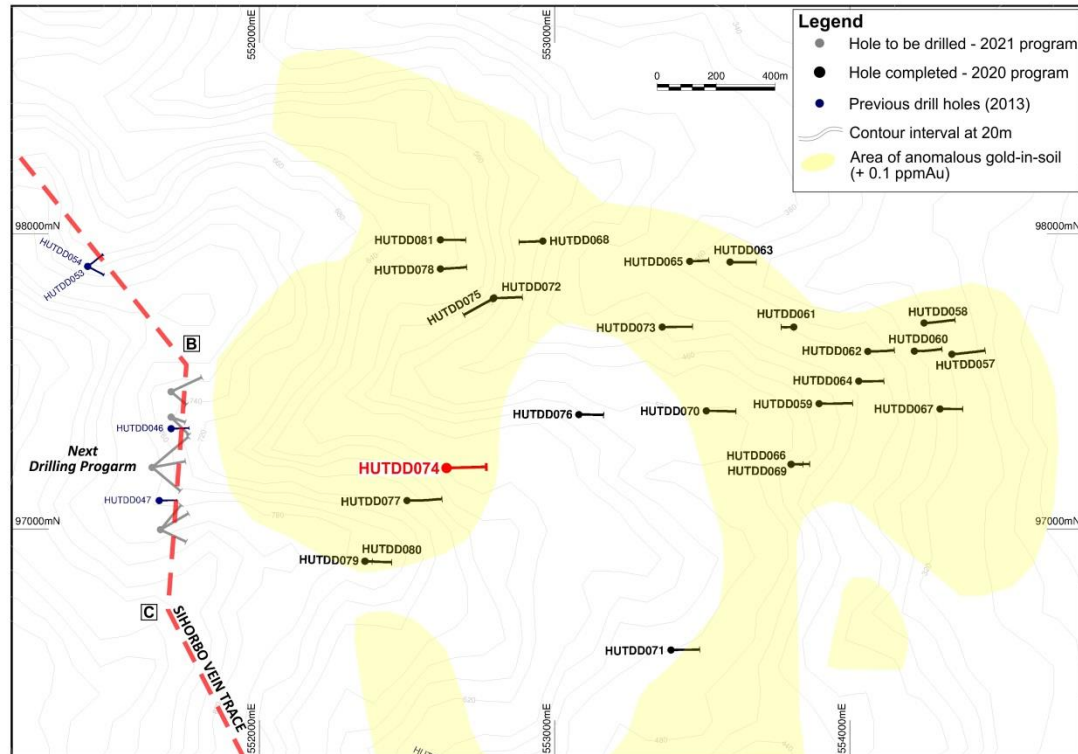 552000mE
553000mE
Legend
Hole to be drilled - 2021 program
Hole completed - 2020 program
Previous drill holes (2013)
Contour interval at 20m
Area of anomalous gold-in-soil
(+ 0.1 ppmAu)
0 200 400m
98000mN
98000mN
HUTDD054
HUTDD053
HUTDD081
HUTDD068
HUTDD078
HUTDD065
HUTDD063
HUTDD072
HUTDD075
HUTDD073
HUTDD061
HUTDD058
HUTDD062
HUTDD060
HUTDD057
B
HUTDD064
HUTDD059
HUTDD067
HUTDD076
HUTDD070
HUTDD046
Next
Drilling Progarm
HUTDD074
HUTDD066
HUTDD069
HUTDD047
HUTDD077
97000mN
97000mN
HUTDD080
HUTDD079
C
SIHORBO VEIN TRACE
HUTDD071
552000mE
553000mE
554000mE